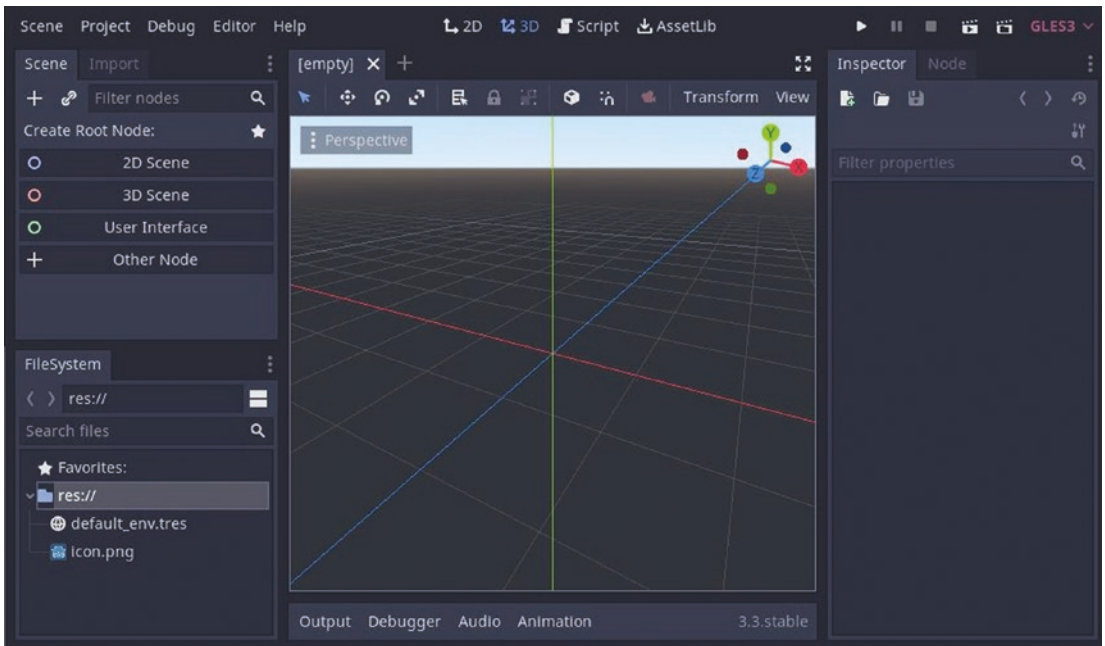 Scene Project Debug Editor Help 2D 3D Script AssetLib GLES3
Scene Import
Filter nodes
Create Root Node:
2D Scene
3D Scene
User Interface
Other Node
FileSystem
res://
Search files
Favorites:
res://
default_env.tres
icon.png
[empty]
Transform View
Perspective
Y
X
Z
Output Debugger Audio Animation 3.3.stable
Inspector Node
Filter properties